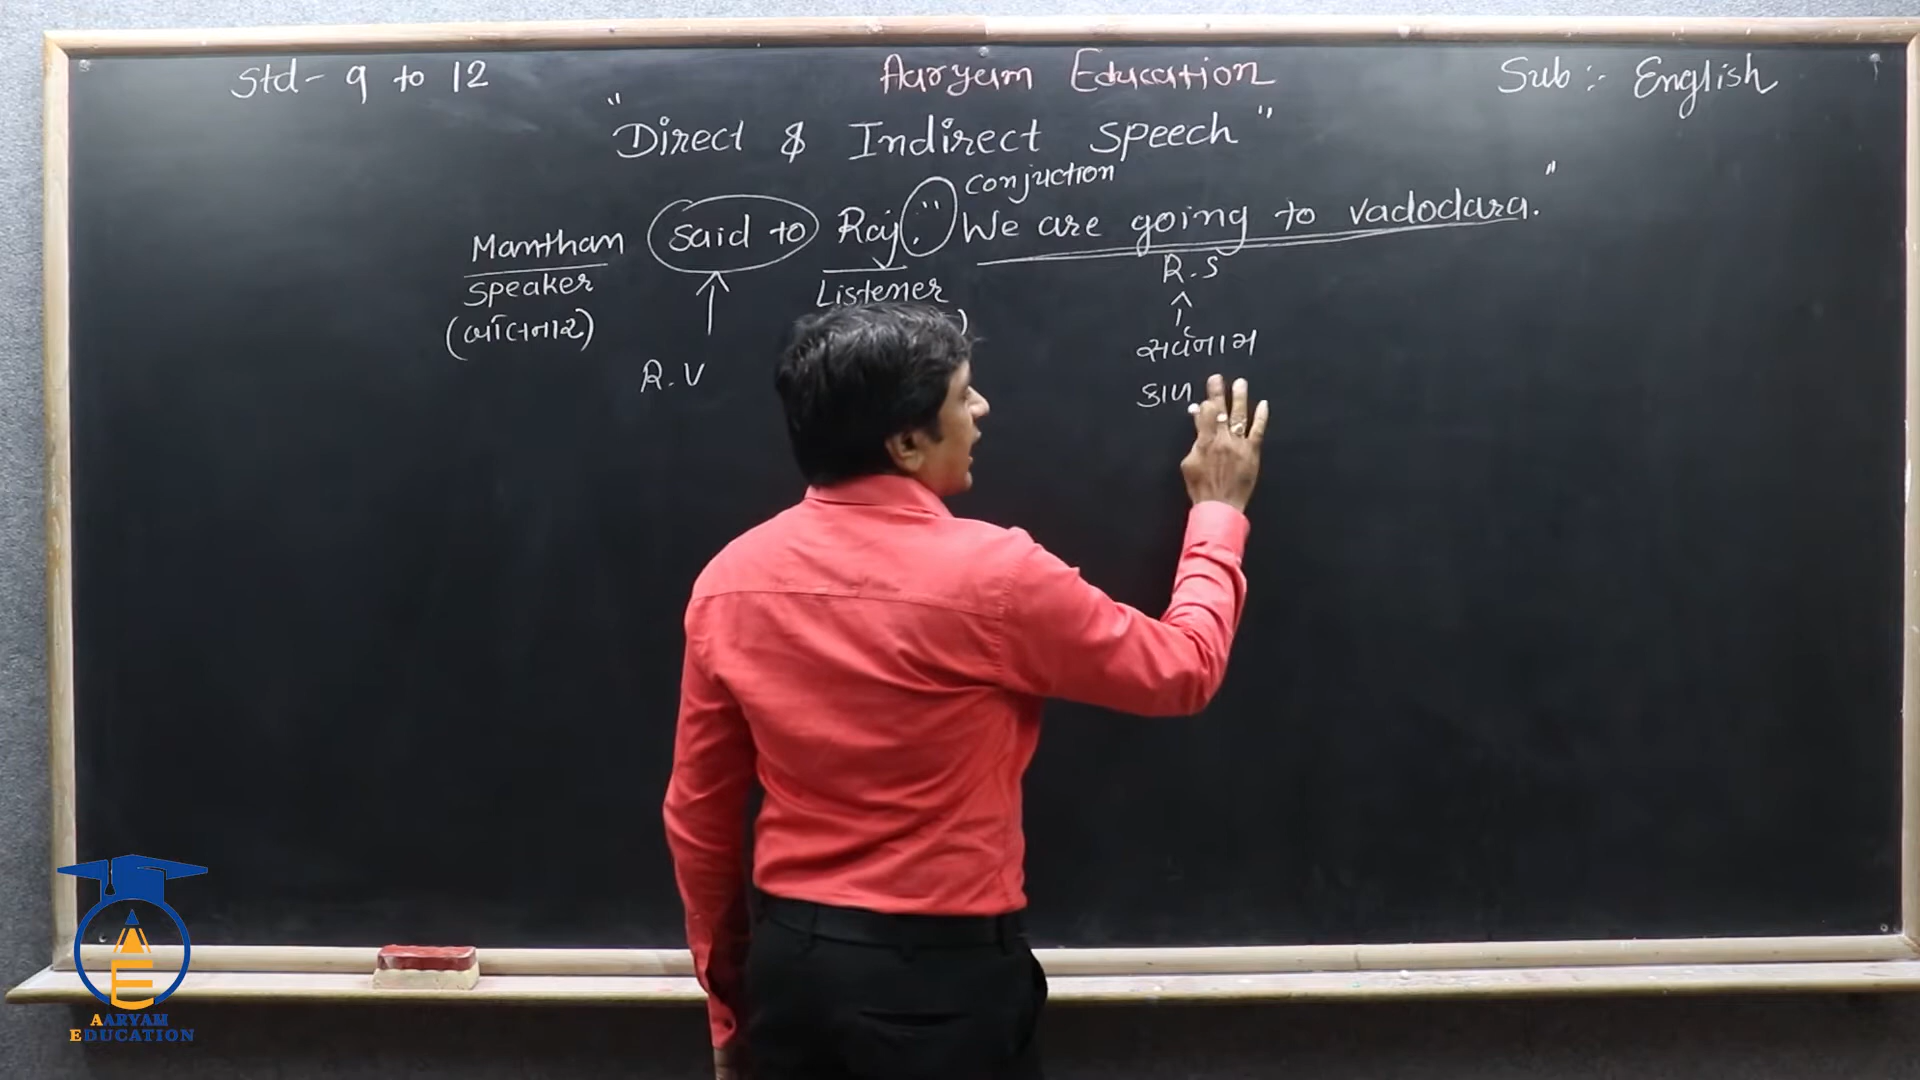 Std- 9 to 12
Aaryam Education
Sub :- English
"Direct & Indirect speech"
conjuction
Mantham said to Raj, "We are going to vadodara."
Speaker
Listener
R.S
(બોલનાર)
R.V
સર્વનામ
કાળ
AARYAM
EDUCATION